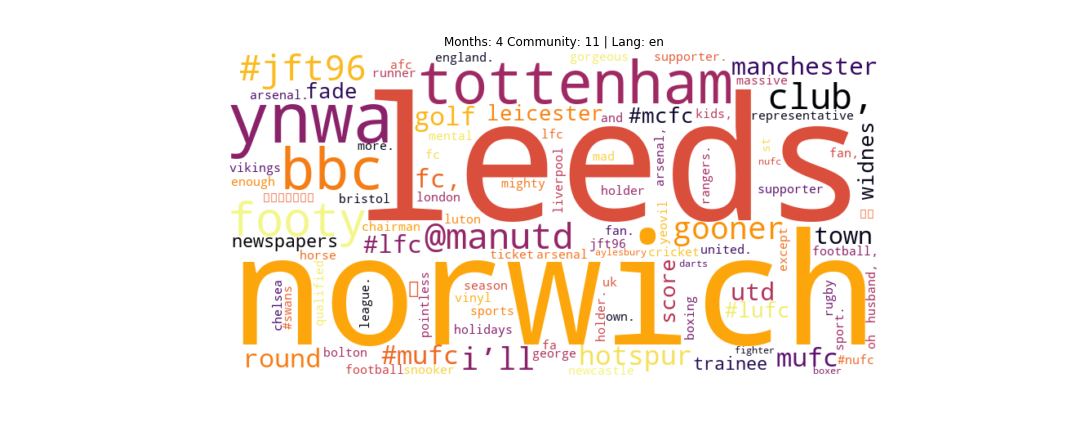 Months: 4 Community: 11 | Lang: en
#jft96
afc
runner
england.
gorgeous
supporter.
manchester
arsenal.
fade
tottenham
massive
club,
ynwa
golf
leicester
and
#mcfc
kids,
representative
mental
lfc
more.
leeds
st
fan,
widnes
bbc
fc
mad
arsenal,
rangers.
nufc
vikings
enough
fc,
mighty
liverpool
holder
supporter
bristol
london
footy
chairman
luton
yeovil
gooner
newspapers
#lfc
@manutd
fan.
jft96
town
horse
ticket
arsenal
aylesbury
cricket
united.
except
football,
norwich
darts
chelsea
#swans
qualified
league.
pointless
season
vinyl
sports
holidays
uk
holder.
own.
score
boxing
utd
#lufc
rugby
sport.
oh husband,
round
bolton
#mufc
i’ll
fa
george
hotspur
trainee
fighter
mufc
#nufc
football
snooker
newcastle
boxer